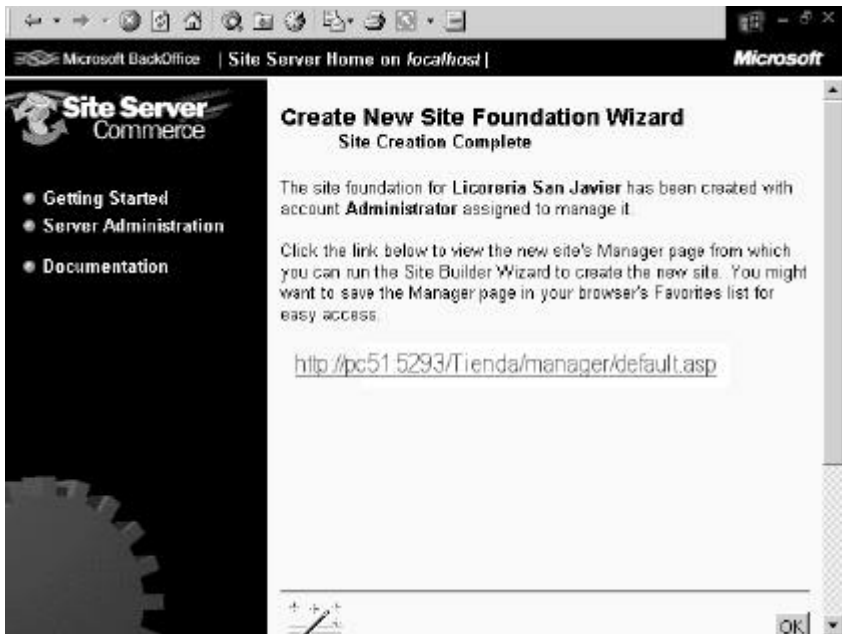 Microsoft BackOffice | Site Server Home on localhost |
Microsoft
Site Server
Commerce
Getting Started
Server Administration
Documentation
Create New Site Foundation Wizard
Site Creation Complete
The site foundation for Licoreria San Javier has been created with
account Administrator assigned to manage it.
Click the link below to view the new site's Manager page from which
you can run the Site Builder Wizard to create the new site. You might
want to save the Manager page in your browser's Favorites list for
easy access.
http://pc51:5293/Tienda/manager/default.asp
OK